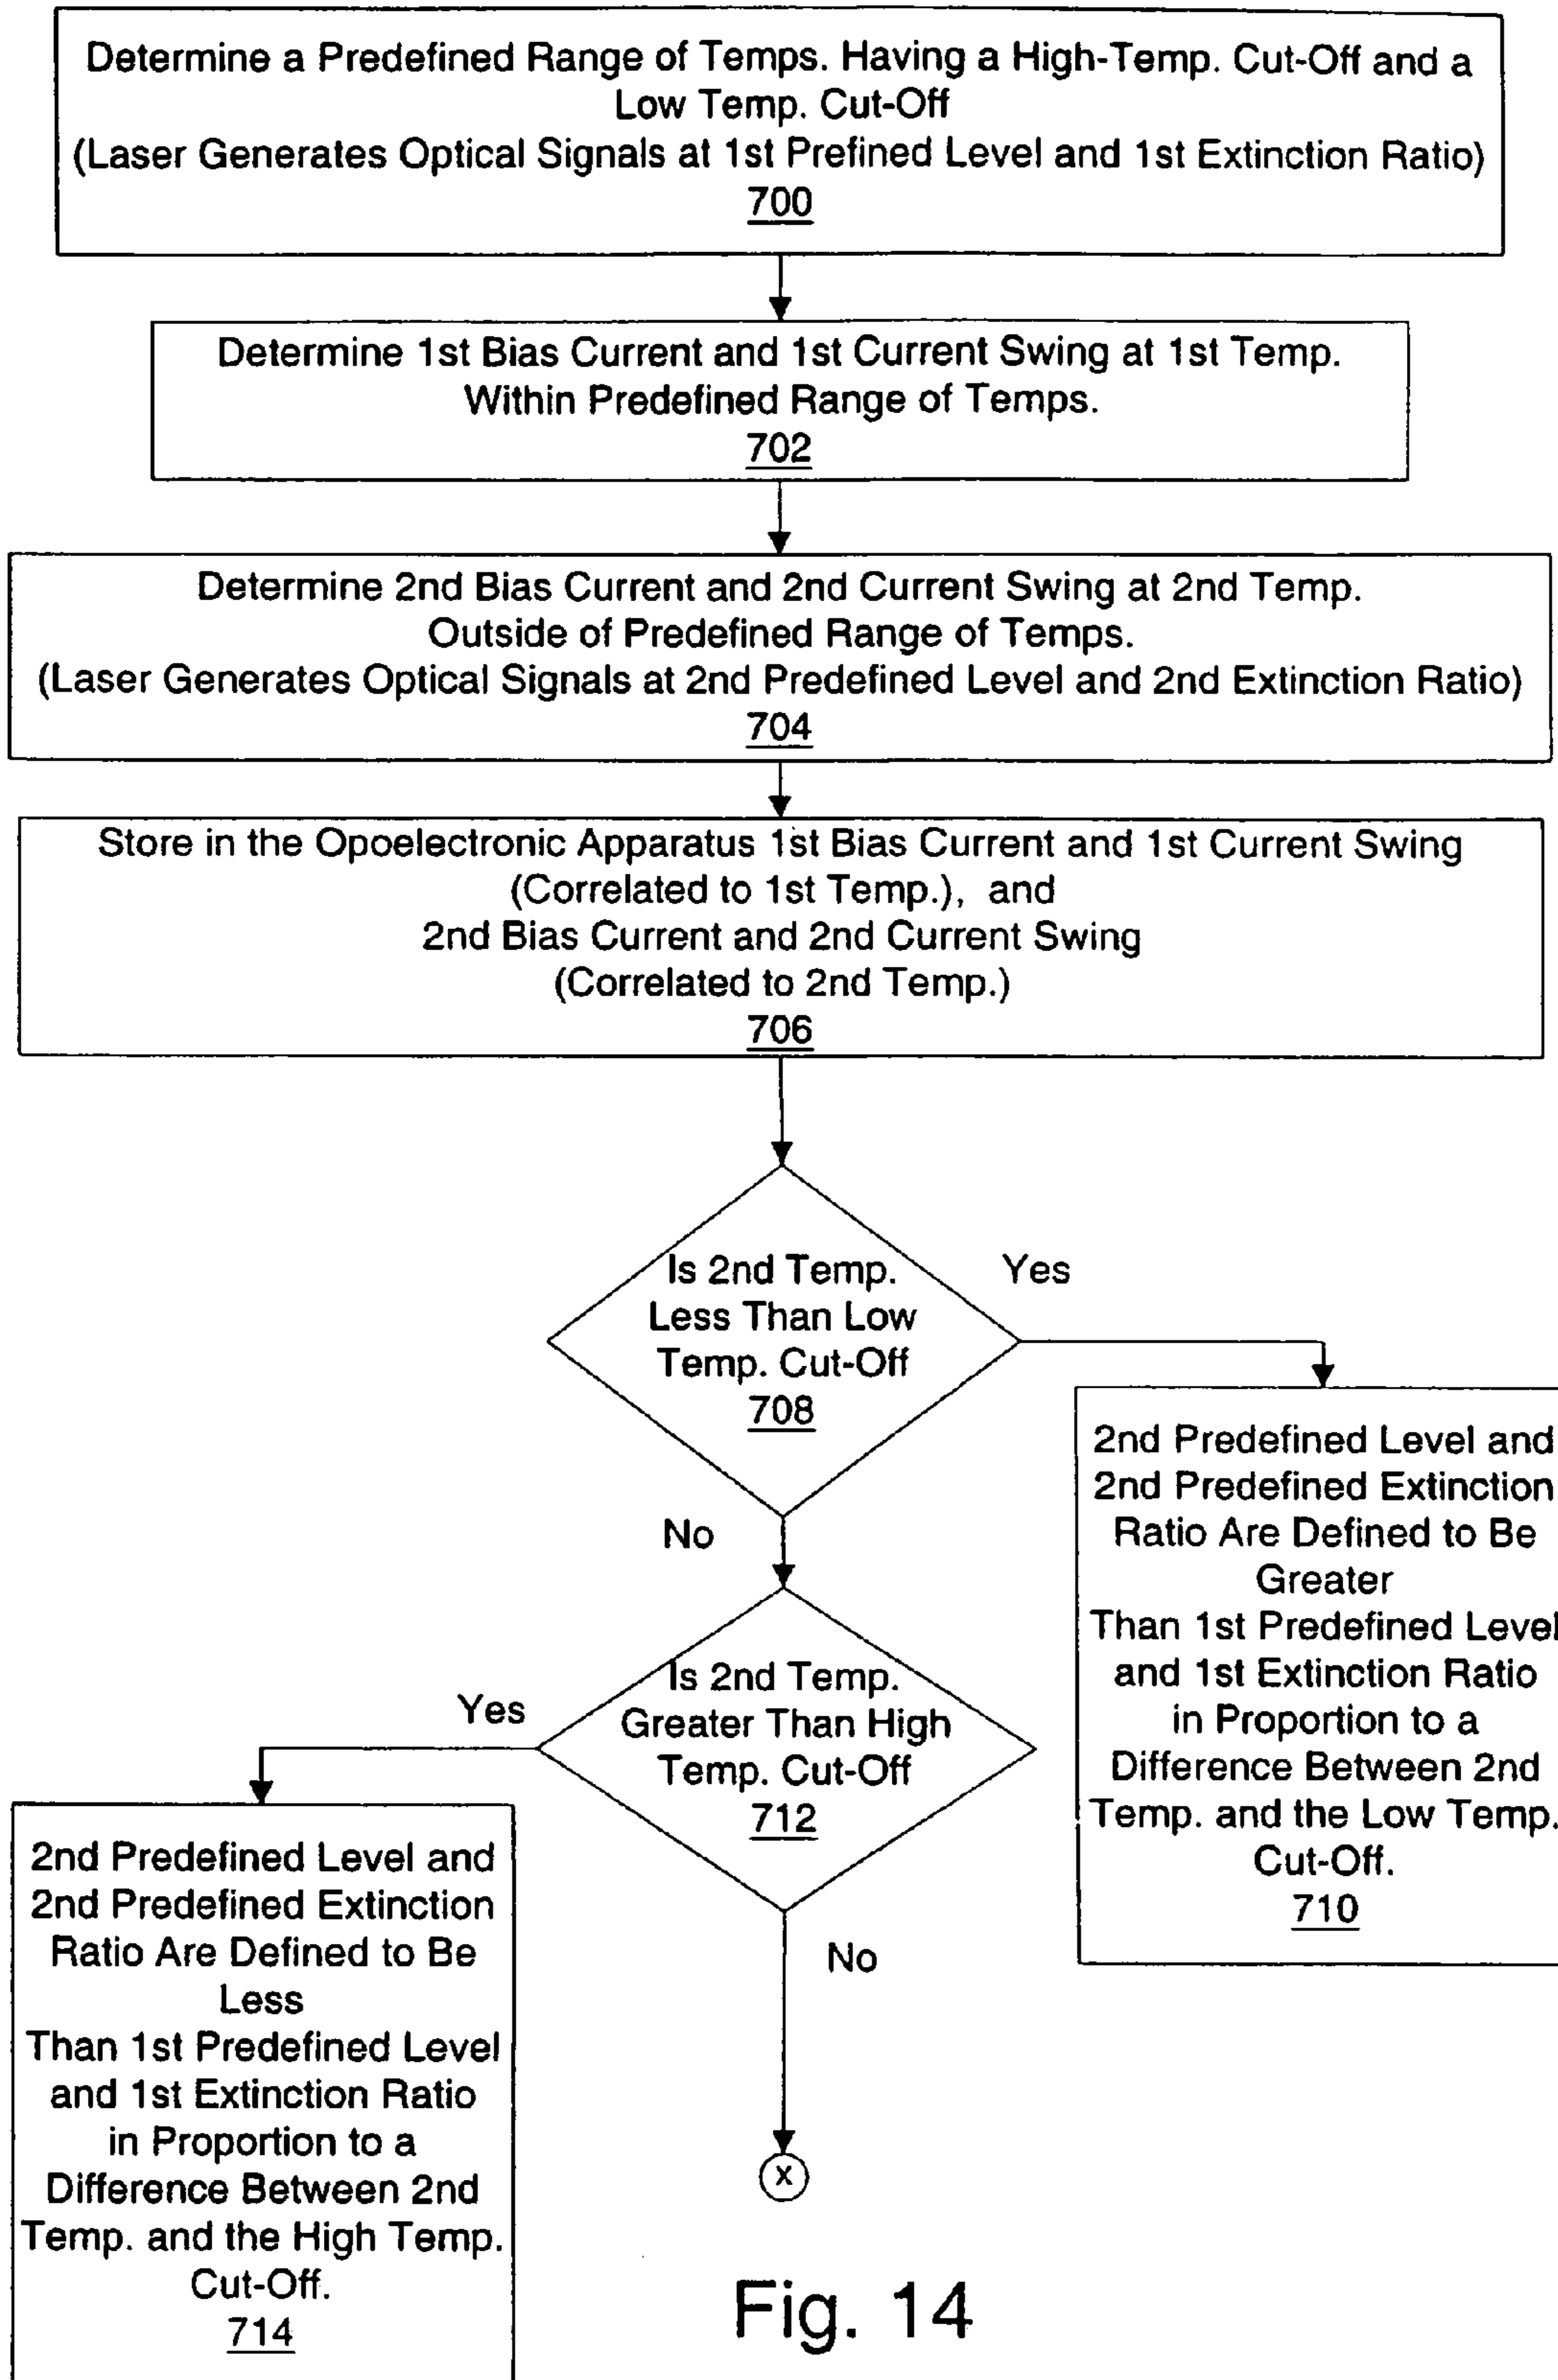 Determine a Predefined Range of Temps. Having a High-Temp. Cut-Off and a
Low Temp. Cut-Off
(Laser Generates Optical Signals at 1st Prefined Level and 1st Extinction Ratio)
700
Determine 1st Bias Current and 1st Current Swing at 1st Temp.
Within Predefined Range of Temps.
702
Determine 2nd Bias Current and 2nd Current Swing at 2nd Temp.
Outside of Predefined Range of Temps.
(Laser Generates Optical Signals at 2nd Predefined Level and 2nd Extinction Ratio)
704
Store in the Opoelectronic Apparatus 1st Bias Current and 1st Current Swing
(Correlated to 1st Temp.), and
2nd Bias Current and 2nd Current Swing
(Correlated to 2nd Temp.)
706
Is 2nd Temp.
Less Than Low
Temp. Cut-Off
708
Yes
No
2nd Predefined Level and
2nd Predefined Extinction
Ratio Are Defined to Be
Greater
Than 1st Predefined Level
and 1st Extinction Ratio
in Proportion to a
Difference Between 2nd
Temp. and the Low Temp.
Cut-Off.
710
Is 2nd Temp.
Greater Than High
Temp. Cut-Off
712
Yes
No
2nd Predefined Level and
2nd Predefined Extinction
Ratio Are Defined to Be
Less
Than 1st Predefined Level
and 1st Extinction Ratio
in Proportion to a
Difference Between 2nd
Temp. and the High Temp.
Cut-Off.
714
X
Fig. 14